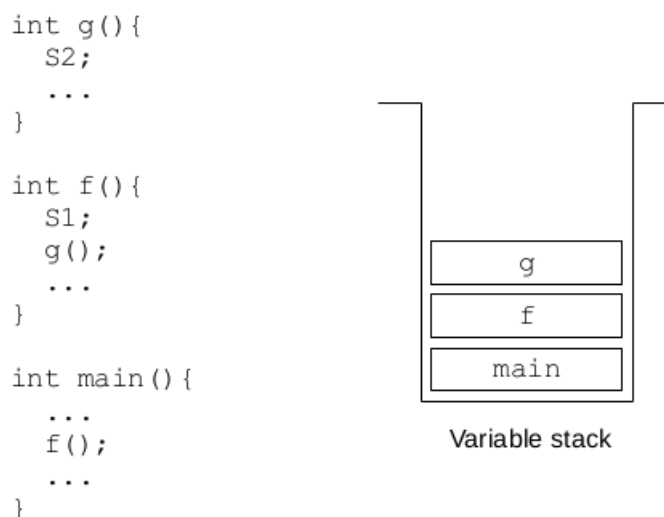 int g(){
S2;
...
}
int f(){
S1;
g();
...
}
int main(){
...
f();
...
}
g
f
main
Variable stack